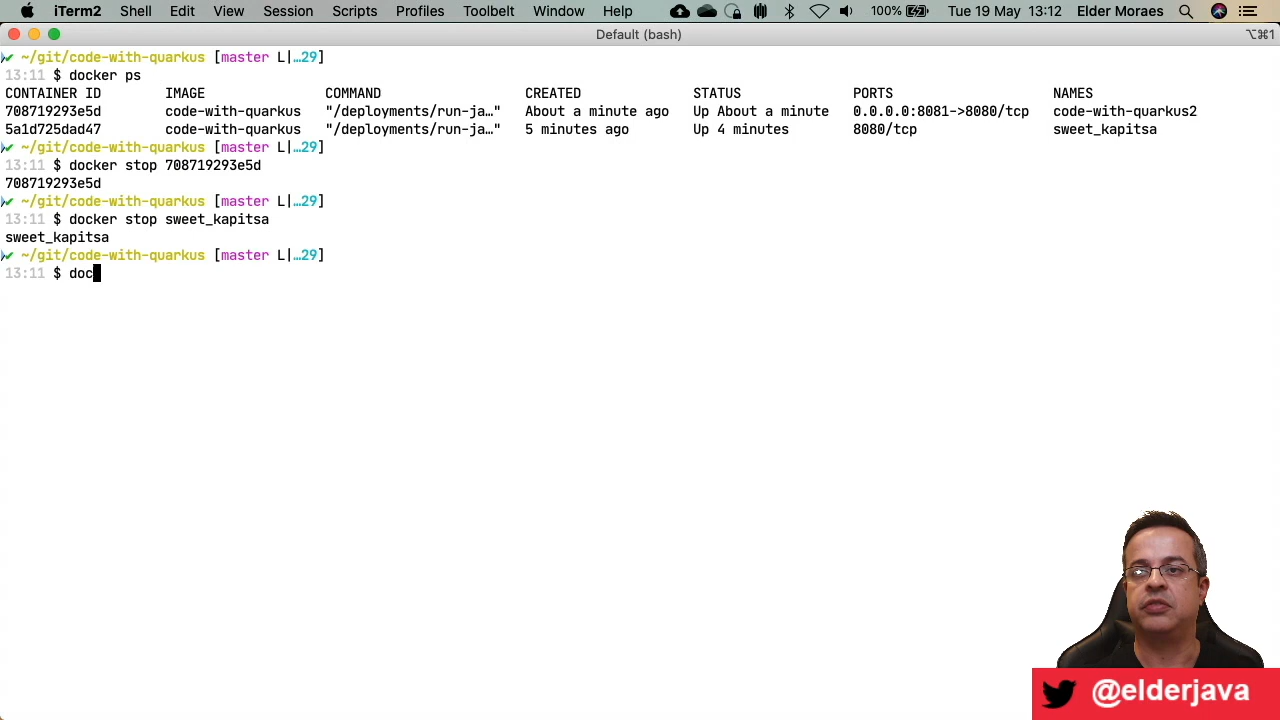 iTerm2 Shell Edit View Session Scripts Profiles Toolbelt Window Help 100% Tue 19 May 13:12 Elder Moraes
Default (bash) ⌥⌘1
✔ ~/git/code-with-quarkus [master L|…29]
13:11 $ docker ps
CONTAINER ID IMAGE COMMAND CREATED STATUS PORTS NAMES
708719293e5d code-with-quarkus "/deployments/run-ja…" About a minute ago Up About a minute 0.0.0.0:8081->8080/tcp code-with-quarkus2
5a1d725dad47 code-with-quarkus "/deployments/run-ja…" 5 minutes ago Up 4 minutes 8080/tcp sweet_kapitsa
✔ ~/git/code-with-quarkus [master L|…29]
13:11 $ docker stop 708719293e5d
708719293e5d
✔ ~/git/code-with-quarkus [master L|…29]
13:11 $ docker stop sweet_kapitsa
sweet_kapitsa
✔ ~/git/code-with-quarkus [master L|…29]
13:11 $ doc
@elderjava